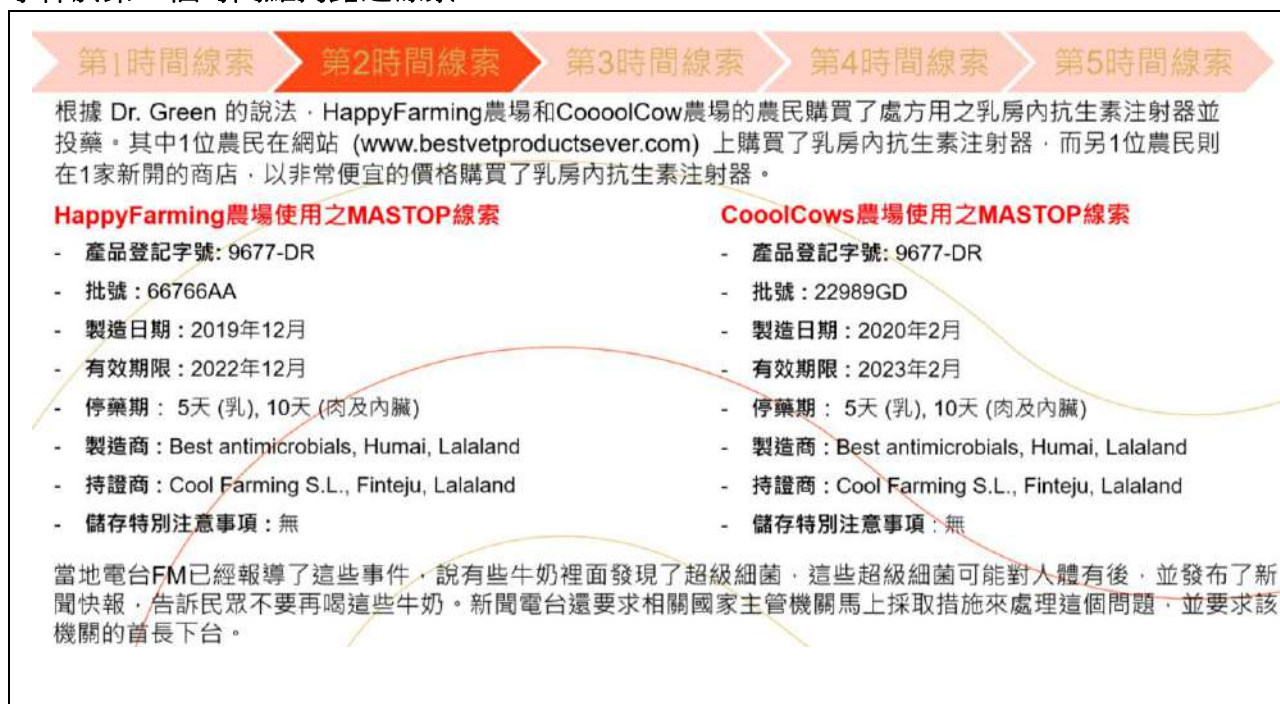 第1時間線索 第2時間線索 第3時間線索 第4時間線索 第5時間線索
根據 Dr. Green 的說法，HappyFarming農場和CoooolCow農場的農民購買了處方用之乳房內抗生素注射器並
投藥。其中1位農民在網站 (www.bestvetproductsever.com) 上購買了乳房內抗生素注射器，而另1位農民則
在1家新開的商店，以非常便宜的價格購買了乳房內抗生素注射器。
HappyFarming農場使用之MASTOP線索
- 產品登記字號: 9677-DR
- 批號：66766AA
- 製造日期：2019年12月
- 有效期限：2022年12月
- 停藥期： 5天 (乳), 10天 (肉及內臟)
- 製造商：Best antimicrobials, Humai, Lalaland
- 持證商：Cool Farming S.L., Finteju, Lalaland
- 儲存特別注意事項：無
CooolCows農場使用之MASTOP線索
- 產品登記字號: 9677-DR
- 批號：22989GD
- 製造日期：2020年2月
- 有效期限：2023年2月
- 停藥期： 5天 (乳), 10天 (肉及內臟)
- 製造商：Best antimicrobials, Humai, Lalaland
- 持證商：Cool Farming S.L., Finteju, Lalaland
- 儲存特別注意事項：無
當地電台FM已經報導了這些事件，說有些牛奶裡面發現了超級細菌，這些超級細菌可能對人體有後，並發布了新
聞快報，告訴民眾不要再喝這些牛奶。新聞電台還要求相關國家主管機關馬上採取措施來處理這個問題，並要求該
機關的首長下台。